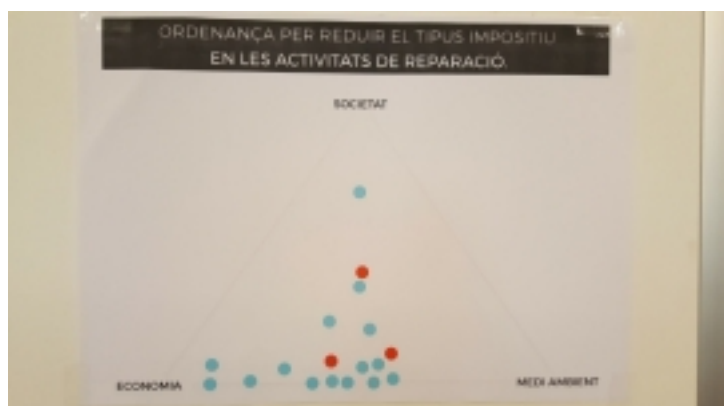 ORDENANÇA PER REDUIR EL TIPUS IMPOSITIU
EN LES ACTIVITATS DE REPARACIÓ.
SOCIETAT
ECONOMIA
MEDI AMBIENT